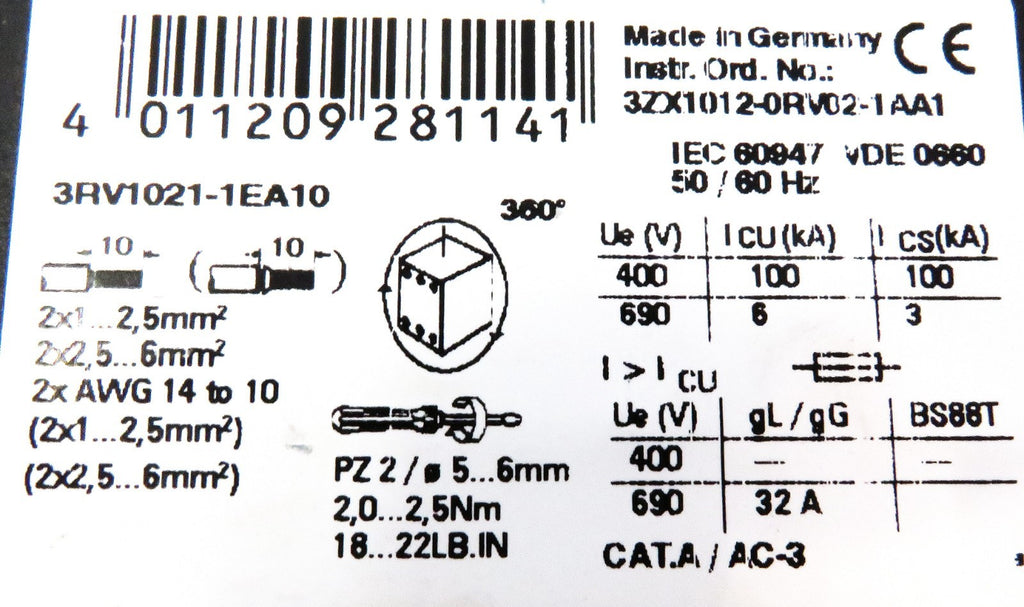 4 011209 281141
Made in Germany CE
Instr. Ord. No.:
3ZX1012-0RV02-1AA1
IEC 60947 VDE 0660
50 / 60 Hz
3RV1021-1EA10
360°
10 (10)
2x1...2,5mm²
2x2,5...6mm²
2x AWG 14 to 10
(2x1...2,5mm²)
(2x2,5...6mm²)
PZ 2 / ø 5...6mm
2,0...2,5Nm
18...22LB.IN
Ue (V) ICU(kA) ICS(kA)
400 100 100
690 6 3
I > ICU
Ue (V) gL / gG BS88T
400 — —
690 32 A
CAT.A / AC-3